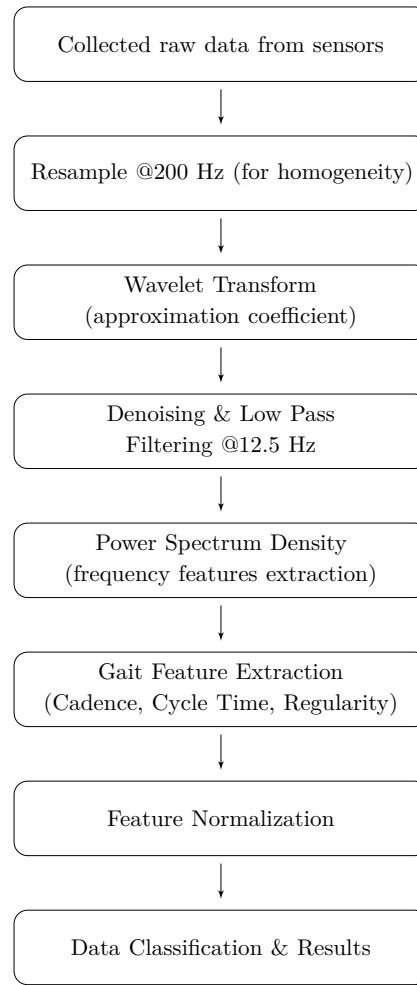 Collected raw data from sensors
Resample @200 Hz (for homogeneity)
Wavelet Transform
(approximation coefficient)
Denoising & Low Pass
Filtering @12.5 Hz
Power Spectrum Density
(frequency features extraction)
Gait Feature Extraction
(Cadence, Cycle Time, Regularity)
Feature Normalization
Data Classification & Results